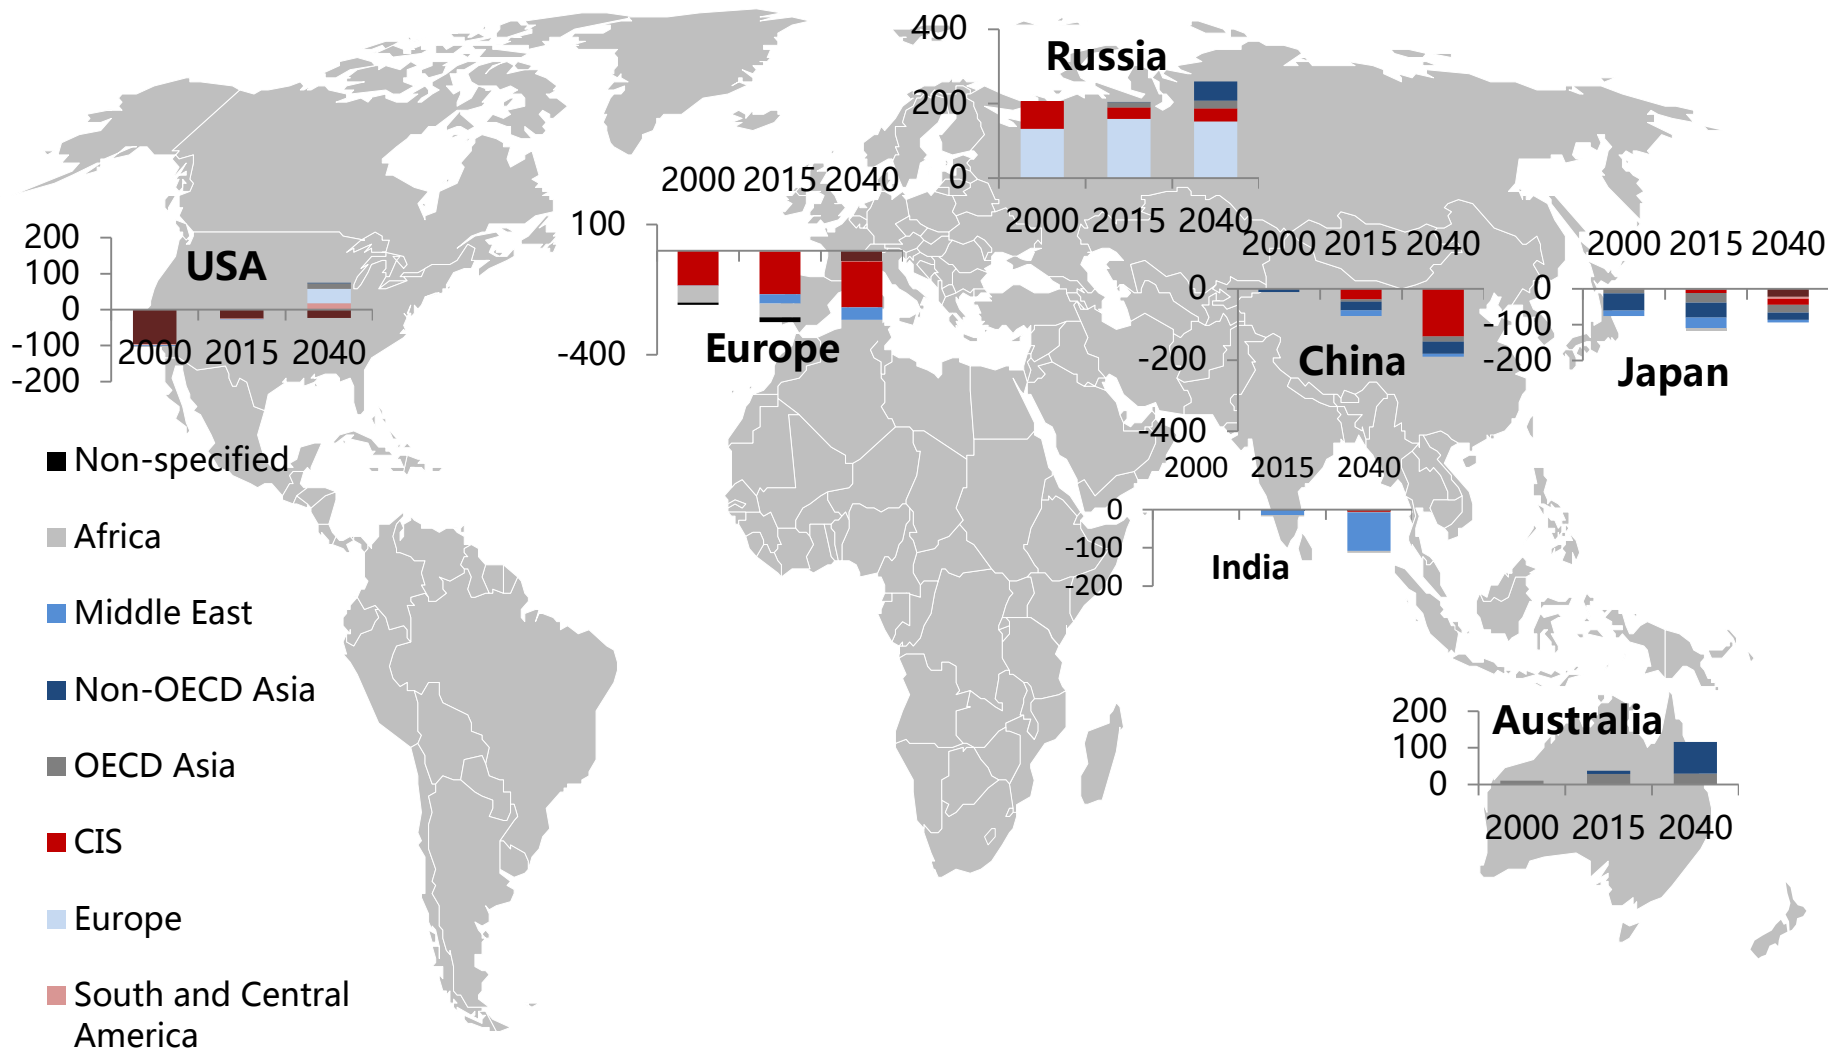 400
Russia
200
0
2000 2015 2040
2000 2015 2040
100
-400
Europe
200
100
0
-100
-200
USA
2000 2015 2040
2000 2015 2040
0
-200
-400
China
2000 2015 2040
0
-100
-200
Japan
2000 2015 2040
0
-100
-200
India
200
100
0
Australia
2000 2015 2040
Non-specified
Africa
Middle East
Non-OECD Asia
OECD Asia
CIS
Europe
South and Central
America